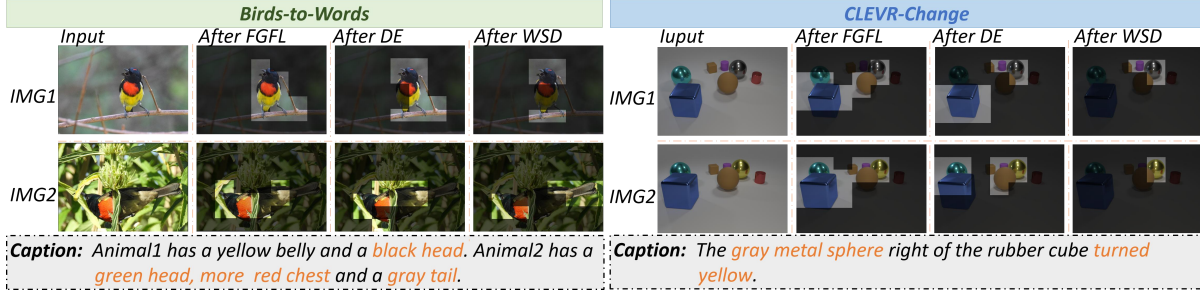 Birds-to-Words
Input After FGFL After DE After WSD
IMG1
IMG2
Caption: Animal1 has a yellow belly and a black head. Animal2 has a
green head, more red chest and a gray tail.
CLEVR-Change
Iuput After FGFL After DE After WSD
IMG1
IMG2
Caption: The gray metal sphere right of the rubber cube turned
yellow.